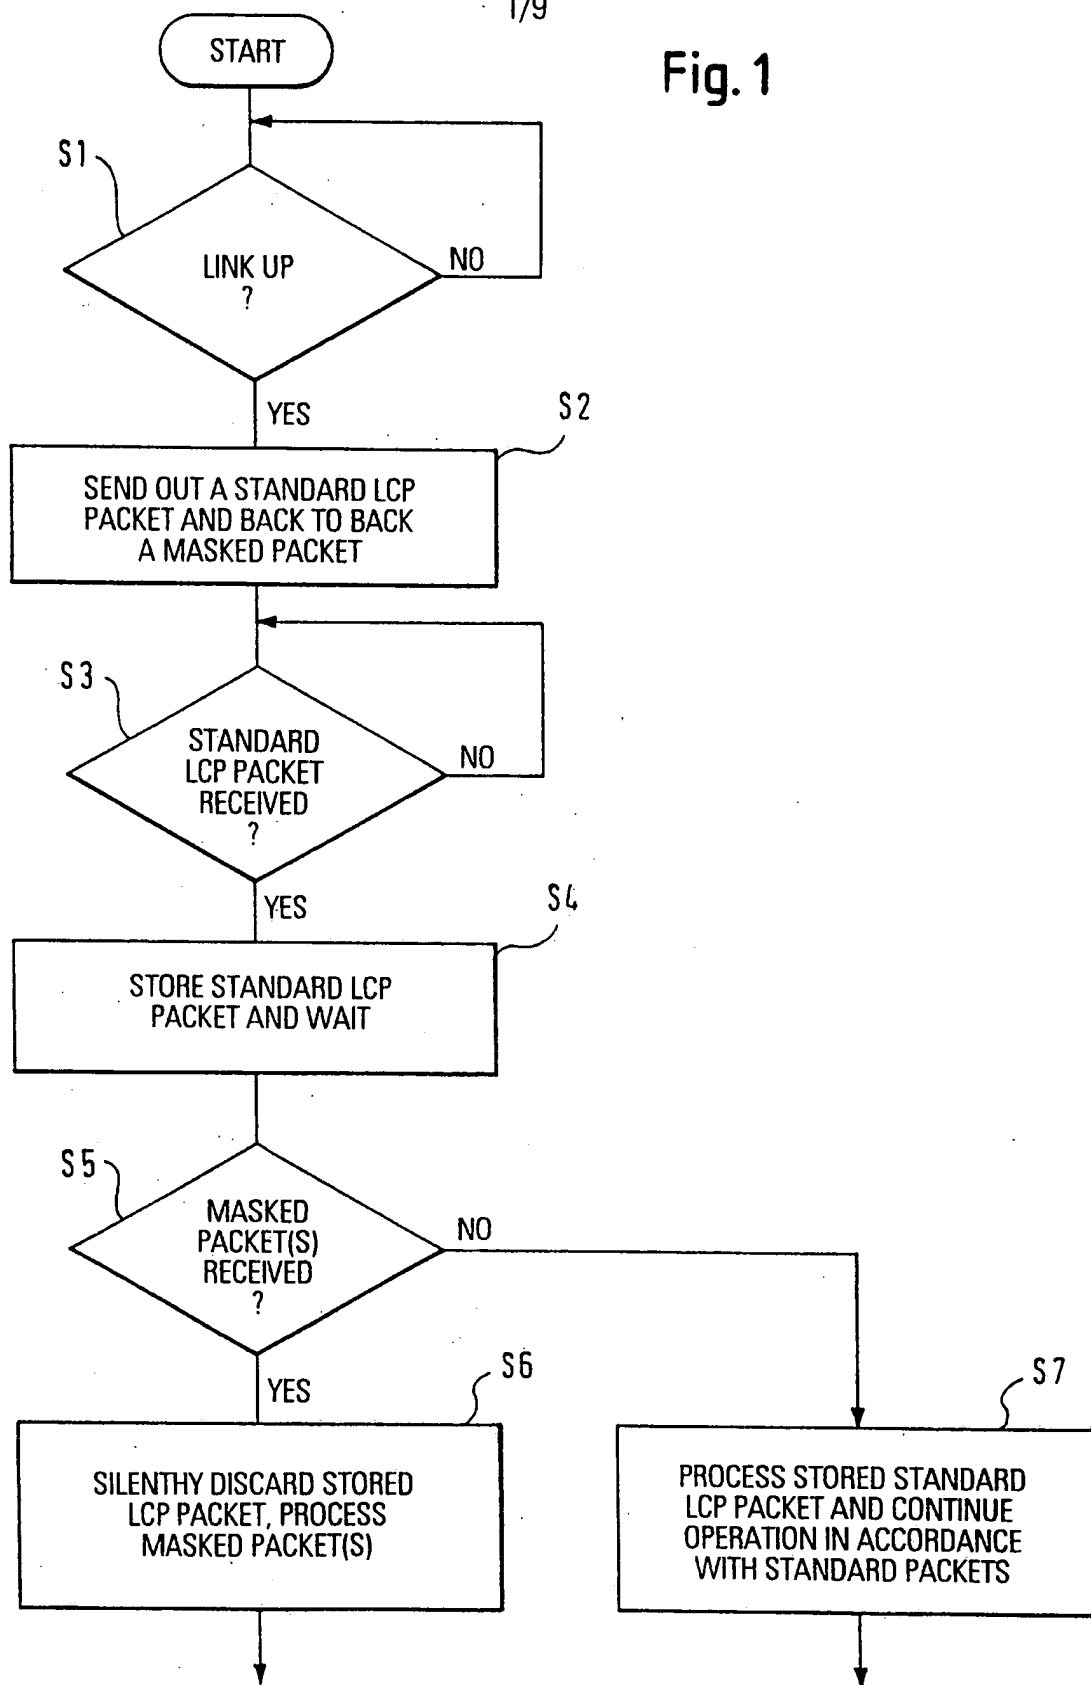 1/9
START
Fig. 1
S1
LINK UP
?
NO
YES
S2
SEND OUT A STANDARD LCP
PACKET AND BACK TO BACK
A MASKED PACKET
S3
STANDARD
LCP PACKET
RECEIVED
?
NO
YES
S4
STORE STANDARD LCP
PACKET AND WAIT
S5
MASKED
PACKET(S)
RECEIVED
?
NO
YES
S6
SILENTHY DISCARD STORED
LCP PACKET, PROCESS
MASKED PACKET(S)
S7
PROCESS STORED STANDARD
LCP PACKET AND CONTINUE
OPERATION IN ACCORDANCE
WITH STANDARD PACKETS